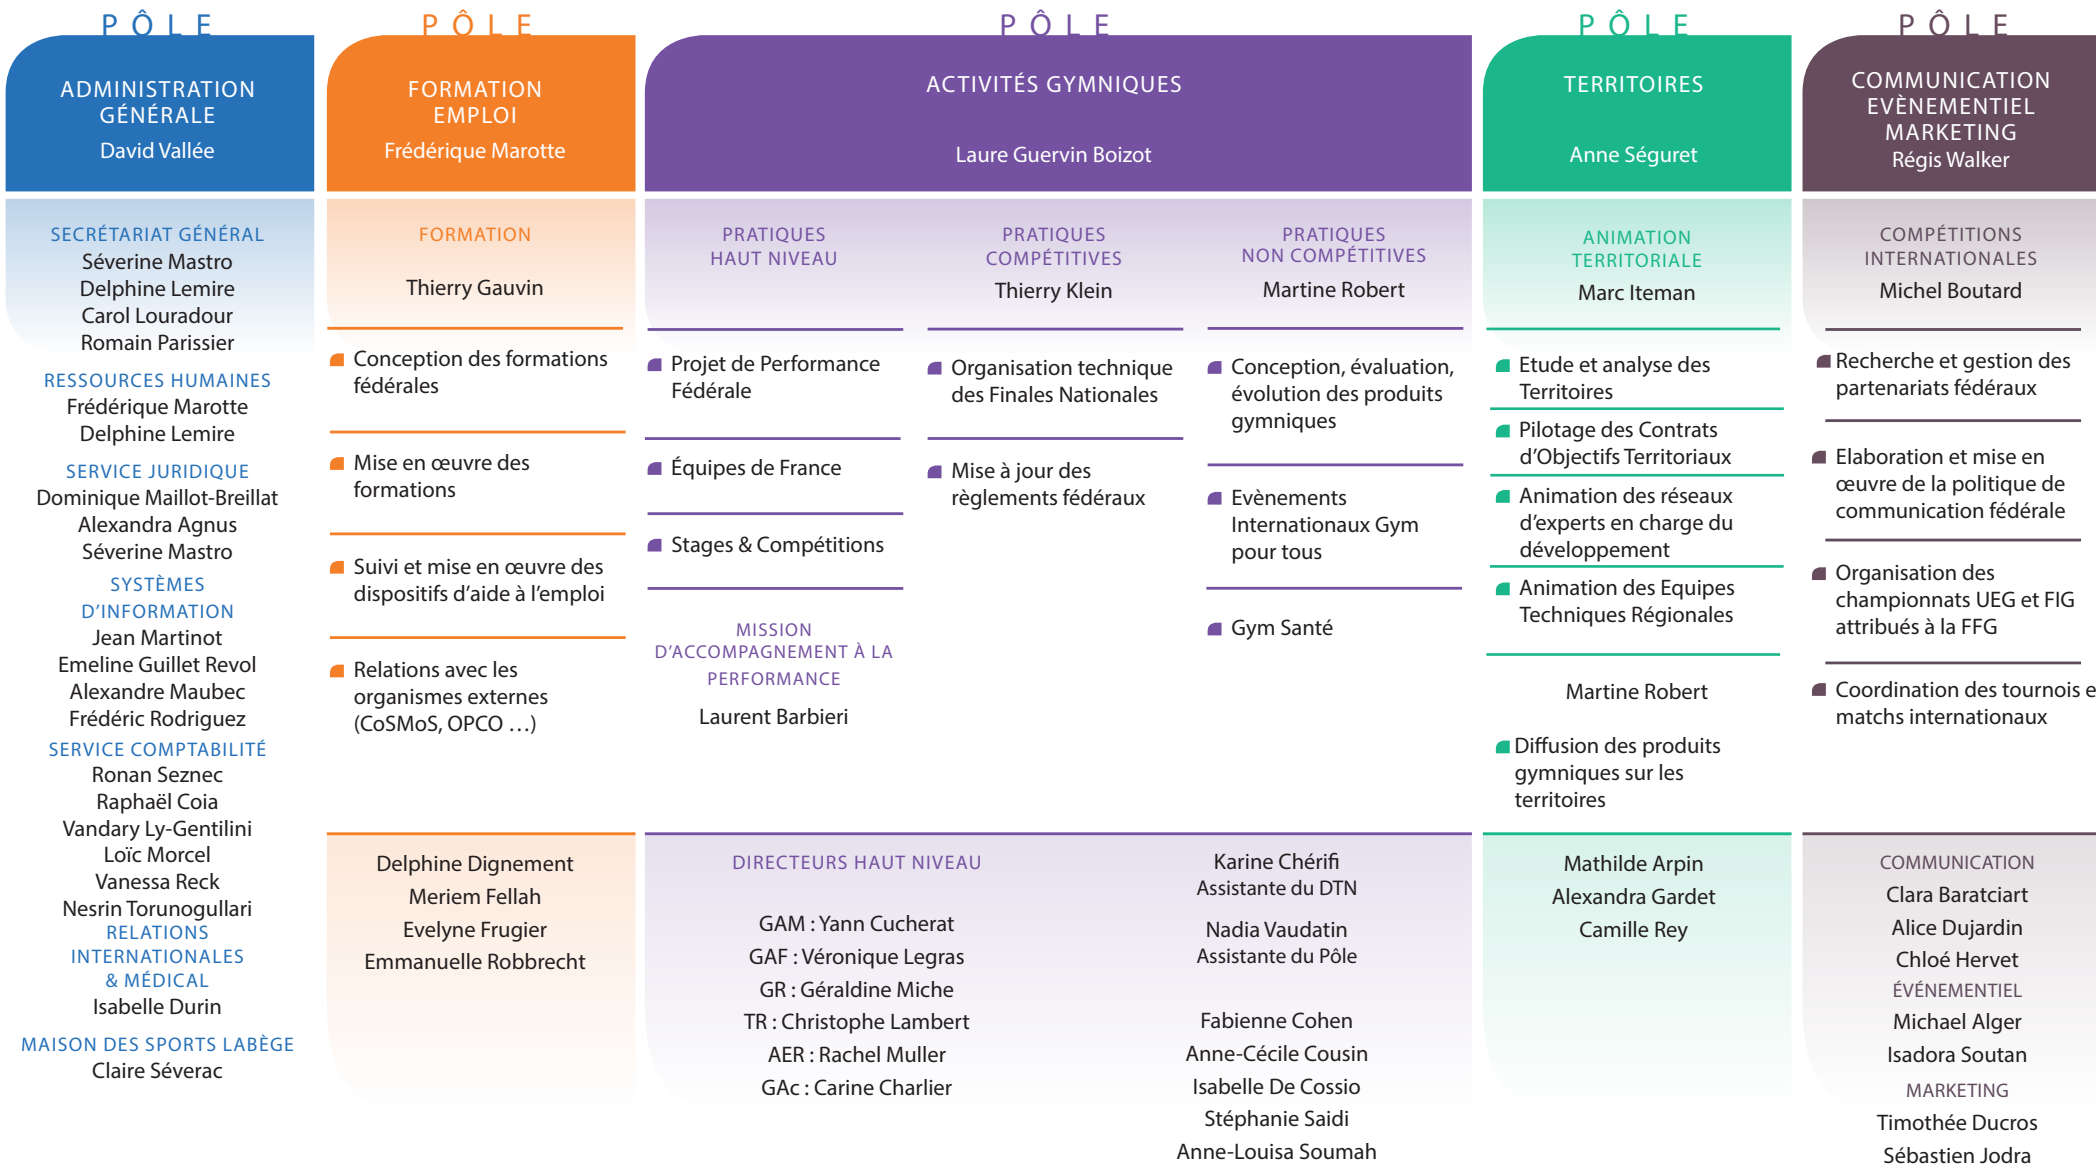 PÔLE
ADMINISTRATION
GÉNÉRALE
David Vallée
SECRÉTARIAT GÉNÉRAL
Séverine Mastro
Delphine Lemire
Carol Louradour
Romain Parissier
RESSOURCES HUMAINES
Frédérique Marotte
Delphine Lemire
SERVICE JURIDIQUE
Dominique Maillot-Breillat
Alexandra Agnus
Séverine Mastro
SYSTÈMES
D'INFORMATION
Jean Martinot
Emeline Guillet Revol
Alexandre Maubec
Frédéric Rodriguez
SERVICE COMPTABILITÉ
Ronan Seznec
Raphaël Coia
Vandary Ly-Gentilini
Loïc Morcel
Vanessa Reck
Nesrin Torunogullari
RELATIONS
INTERNATIONALES
& MÉDICAL
Isabelle Durin
MAISON DES SPORTS LABÈGE
Claire Séverac
PÔLE
FORMATION
EMPLOI
Frédérique Marotte
FORMATION
Thierry Gauvin
Conception des formations
fédérales
Mise en œuvre des
formations
Suivi et mise en œuvre des
dispositifs d'aide à l'emploi
Relations avec les
organismes externes
(CoSMoS, OPCO …)
Delphine Dignement
Meriem Fellah
Evelyne Frugier
Emmanuelle Robbrecht
PÔLE
ACTIVITÉS GYMNIQUES
Laure Guervin Boizot
PRATIQUES
HAUT NIVEAU
Projet de Performance
Fédérale
Équipes de France
Stages & Compétitions
MISSION
D'ACCOMPAGNEMENT À LA
PERFORMANCE
Laurent Barbieri
PRATIQUES
COMPÉTITIVES
Thierry Klein
Organisation technique
des Finales Nationales
Mise à jour des
règlements fédéraux
PRATIQUES
NON COMPÉTITIVES
Martine Robert
Conception, évaluation,
évolution des produits
gymniques
Evènements
Internationaux Gym
pour tous
Gym Santé
DIRECTEURS HAUT NIVEAU
GAM : Yann Cucherat
GAF : Véronique Legras
GR : Géraldine Miche
TR : Christophe Lambert
AER : Rachel Muller
GAc : Carine Charlier
Karine Chérifi
Assistante du DTN
Nadia Vaudatin
Assistante du Pôle
Fabienne Cohen
Anne-Cécile Cousin
Isabelle De Cossio
Stéphanie Saidi
Anne-Louisa Soumah
PÔLE
TERRITOIRES
Anne Séguret
ANIMATION
TERRITORIALE
Marc Iteman
Etude et analyse des
Territoires
Pilotage des Contrats
d'Objectifs Territoriaux
Animation des réseaux
d'experts en charge du
développement
Animation des Equipes
Techniques Régionales
Martine Robert
Diffusion des produits
gymniques sur les
territoires
Mathilde Arpin
Alexandra Gardet
Camille Rey
PÔLE
COMMUNICATION
EVÈNEMENTIEL
MARKETING
Régis Walker
COMPÉTITIONS
INTERNATIONALES
Michel Boutard
Recherche et gestion des
partenariats fédéraux
Elaboration et mise en
œuvre de la politique de
communication fédérale
Organisation des
championnats UEG et FIG
attribués à la FFG
Coordination des tournois e
matchs internationaux
COMMUNICATION
Clara Baratciart
Alice Dujardin
Chloé Hervet
ÉVÉNEMENTIEL
Michael Alger
Isadora Soutan
MARKETING
Timothée Ducros
Sébastien Jodra